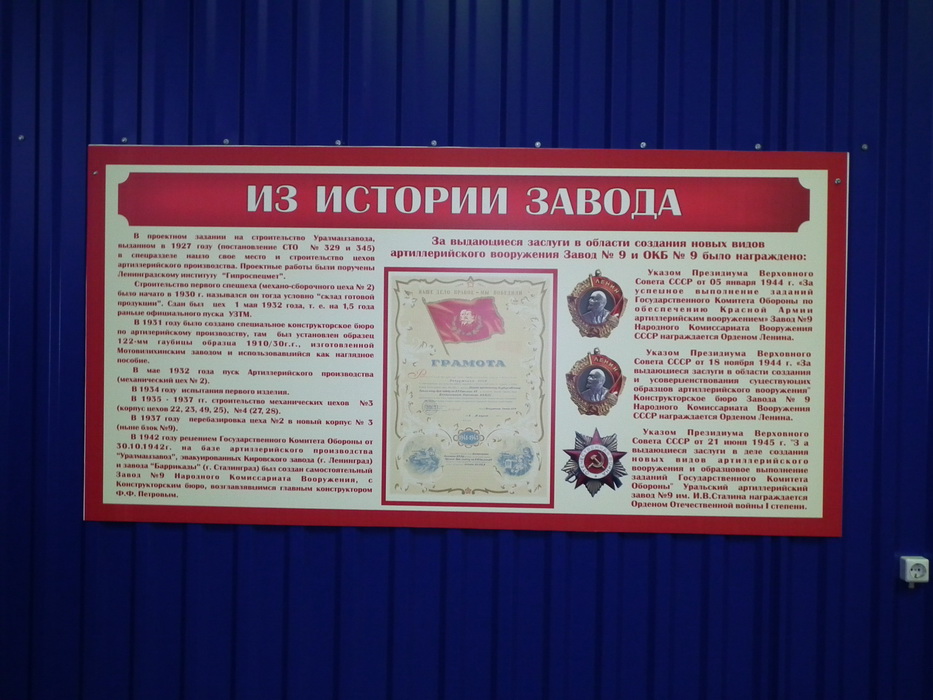 ИЗ ИСТОРИИ ЗАВОДА
В проектном задании на строительство Уралмашзавода,
выданном в 1927 году (постановление СТО № 329 и 345)
в спецразделе нашло свое место и строительство цехов
артиллерийского производства. Проектные работы были поручены
Ленинградскому институту "Гипроспецмет".
Строительство первого спеццеха (механо-сборочного цеха № 2)
было начато в 1930 г. назывался он тогда условно "склад готовой
продукции". Сдан был цех 1 мая 1932 года, т. е. на 1,5 года
раньше официального пуска УЗТМ.
В 1931 году было создано специальное конструкторское бюро
по артизерийскому производству, там был установлен образец
122-мм гаубицы образца 1910/30г.г., изготовленной
Мотовилихинским заводом и использовавшийся как наглядное
пособие.
В мае 1932 года пуск Артиллерийского производства
(механический цех № 2).
В 1934 году испытания первого изделия.
В 1935 - 1937 гг. строительство механических цехов №3
(корпус цехов 22, 23, 49, 25), №4 (27, 28).
В 1937 году перебазировка цеха №2 в новый корпус № 3
(ныне блок №9).
В 1942 году решением Государственного Комитета Обороны от
30.10.1942г. на базе артиллерийского производства
"Уралмашзавод", эвакуированных Кировского завода (г. Ленинград)
и завода "Баррикады" (г. Сталинград) был создан самостоятельный
Завод №9 Народного Комиссариата Вооружения, с
Конструкторским бюро, возглавлявшимся главным конструктором
Ф.Ф. Петровым.
За выдающиеся заслуги в области создания новых видов
артиллерийского вооружения Завод № 9 и ОКБ № 9 было награждено:
НАШЕ ДЕЛО ПРАВОЕ - МЫ ПОБЕДИЛИ
ГРАМОТА
ЛЕНИН
Указом Президиума Верховного
Совета СССР от 05 января 1944 г. «За
успешное выполнение заданий
Государственного Комитета Обороны по
обеспечению Красной Армии
артиллерийским вооружением» Завод №9
Народного Комиссариата Вооружения
СССР награждается Орденом Ленина.
ЛЕНИН
Указом Президиума Верховного
Совета СССР от 18 ноября 1944 г. «За
выдающиеся заслуги в области создания
и усовершенствования существующих
образцов артиллерийского вооружения"
Конструкторское бюро Завода № 9
Народного Комиссариата Вооружения
СССР награждается Орденом Ленина.
Указом Президиума Верховного
Совета СССР от 21 июня 1945 г. "З а
выдающиеся заслуги в деле создания
новых видов артиллерийского
вооружения и образцовое выполнение
заданий Государственного Комитета
Обороны" Уральский артиллерийский
завод №9 им. И.В.Сталина награждается
Орденом Отечественной войны I степени.